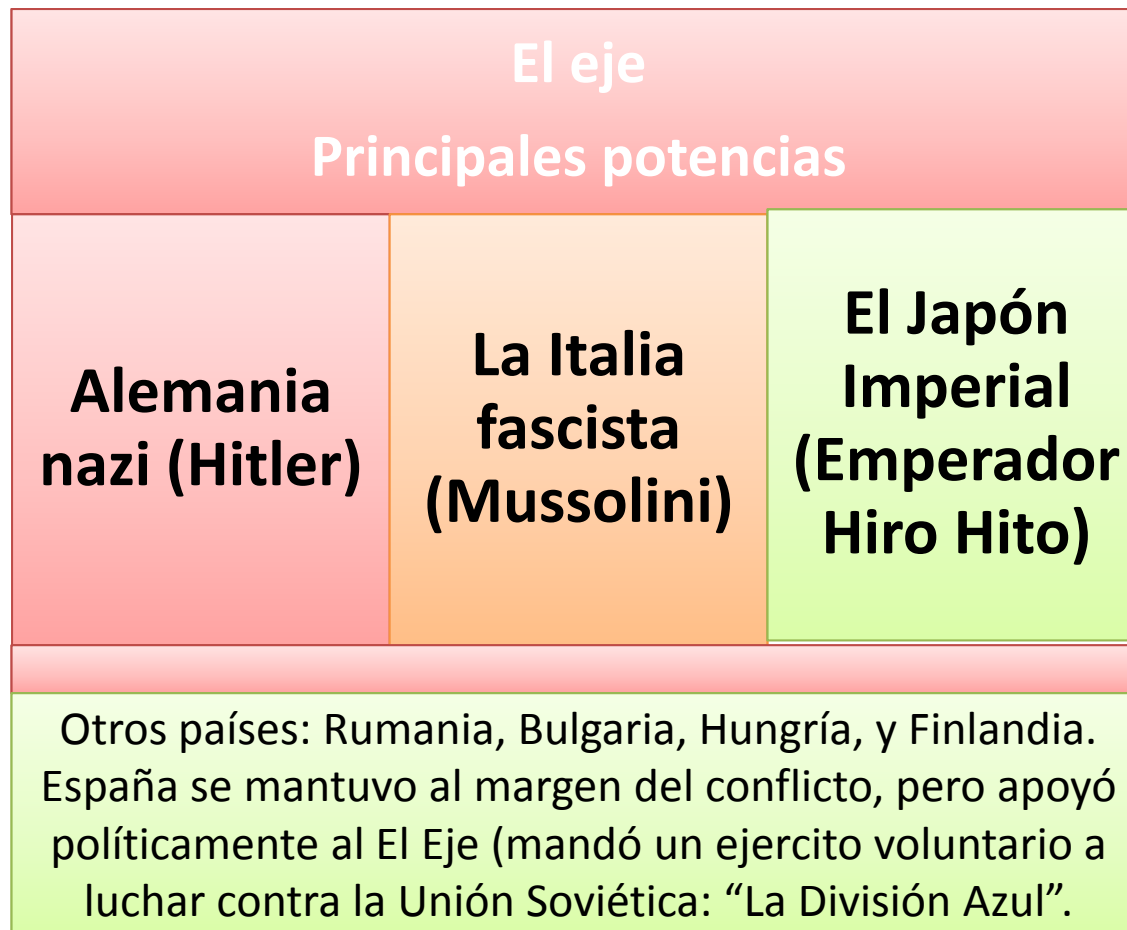 El eje
Principales potencias
Alemania
nazi (Hitler)
La Italia
fascista
(Mussolini)
El Japón
Imperial
(Emperador
Hiro Hito)
Otros países: Rumania, Bulgaria, Hungría, y Finlandia.
España se mantuvo al margen del conflicto, pero apoyó
políticamente al El Eje (mandó un ejercito voluntario a
luchar contra la Unión Soviética: “La División Azul”.